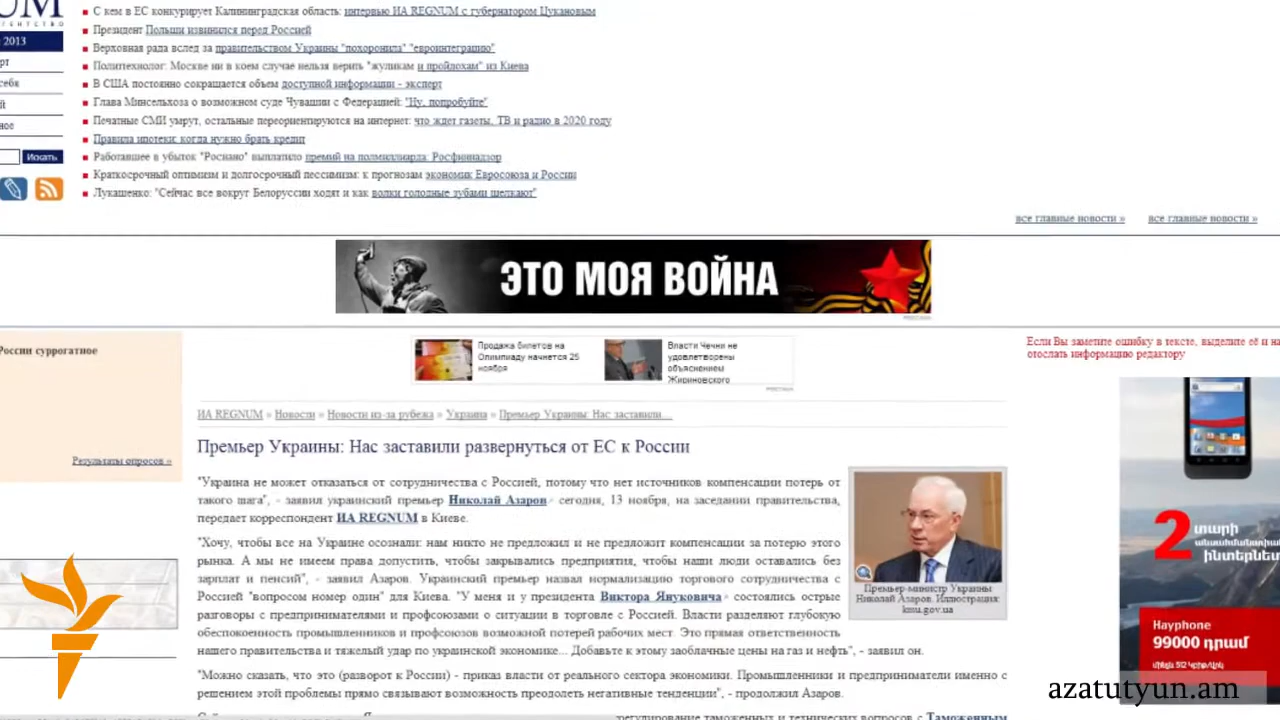 UM
АГЕНТСТВО
С кем в ЕС конкурирует Калининградская область: интервью ИА REGNUM с губернатором Цукановым
2013
Президент Польши извинился перед Россией
Верховная рада вслед за правительством Украины "похоронила" "евроинтеграцию"
Политехнолог: Москве ни в коем случае нельзя верить "жуликам и пройдохам" из Киева
В США постоянно сокращается объем доступной информации - эксперт
Глава Минсельхоза о возможном суде Чувашии с Федерацией: "Ну, попробуйте"
Печатные СМИ умрут, остальные переориентируются на интернет: что ждет газеты, ТВ и радио в 2020 году
Правила ипотеки: когда нужно брать кредит
Искать
Работавшее в убыток "Роснано" выплатило премий на полмиллиарда: Росфиннадзор
Краткосрочный оптимизм и долгосрочный пессимизм: к прогнозам экономик Евросоюза и России
Лукашенко: "Сейчас все вокруг Белоруссии ходят и как волки голодные зубами щелкают"
все главные новости » все главные новости »
ЭТО МОЯ ВОЙНА
РЕКЛАМА
России суррогатное
Результаты опросов »
Продажа билетов на
Олимпиаду начнется 25
ноября
Власти Чечни не
удовлетворены
объяснением
Жириновского
РЕКЛАМА
Если Вы заметите ошибку в тексте, выделите её и на
отослать информацию редактору
ИА REGNUM » Новости » Новости из-за рубежа » Украина » Премьер Украины: Нас заставили....
Премьер Украины: Нас заставили развернуться от ЕС к России
"Украина не может отказаться от сотрудничества с Россией, потому что нет источников компенсации потерь от
такого шага", - заявил украинский премьер Николай Азаров сегодня, 13 ноября, на заседании правительства,
передает корреспондент ИА REGNUM в Киеве.
"Хочу, чтобы все на Украине осознали: нам никто не предложил и не предложит компенсации за потерю этого
рынка. А мы не имеем права допустить, чтобы закрывались предприятия, чтобы наши люди оставались без
зарплат и пенсий", - заявил Азаров. Украинский премьер назвал нормализацию торгового сотрудничества с
Россией "вопросом номер один" для Киева. "У меня и у президента Виктора Януковича состоялись острые
разговоры с предпринимателями и профсоюзами о ситуации в торговле с Россией. Власти разделяют глубокую
обеспокоенность промышленников и профсоюзов возможной потерей рабочих мест. Это прямая ответственность
нашего правительства и тяжелый удар по украинской экономике... Добавьте к этому заоблачные цены на газ и нефть", - заявил он.
"Можно сказать, что это (разворот к России) - приказ власти от реального сектора экономики. Промышленники и предприниматели именно с
решением этой проблемы прямо связывают возможность преодолеть негативные тенденции", - продолжил Азаров.
регулирование таможенных и технических вопросов с Таможенным
Премьер-министр Украины
Николай Азаров. Иллюстрация:
kmu.gov.ua
2 տարի
անսահմանափակ
ինտերնետ
Hayphone
99000 դրամ
azatutyun.am